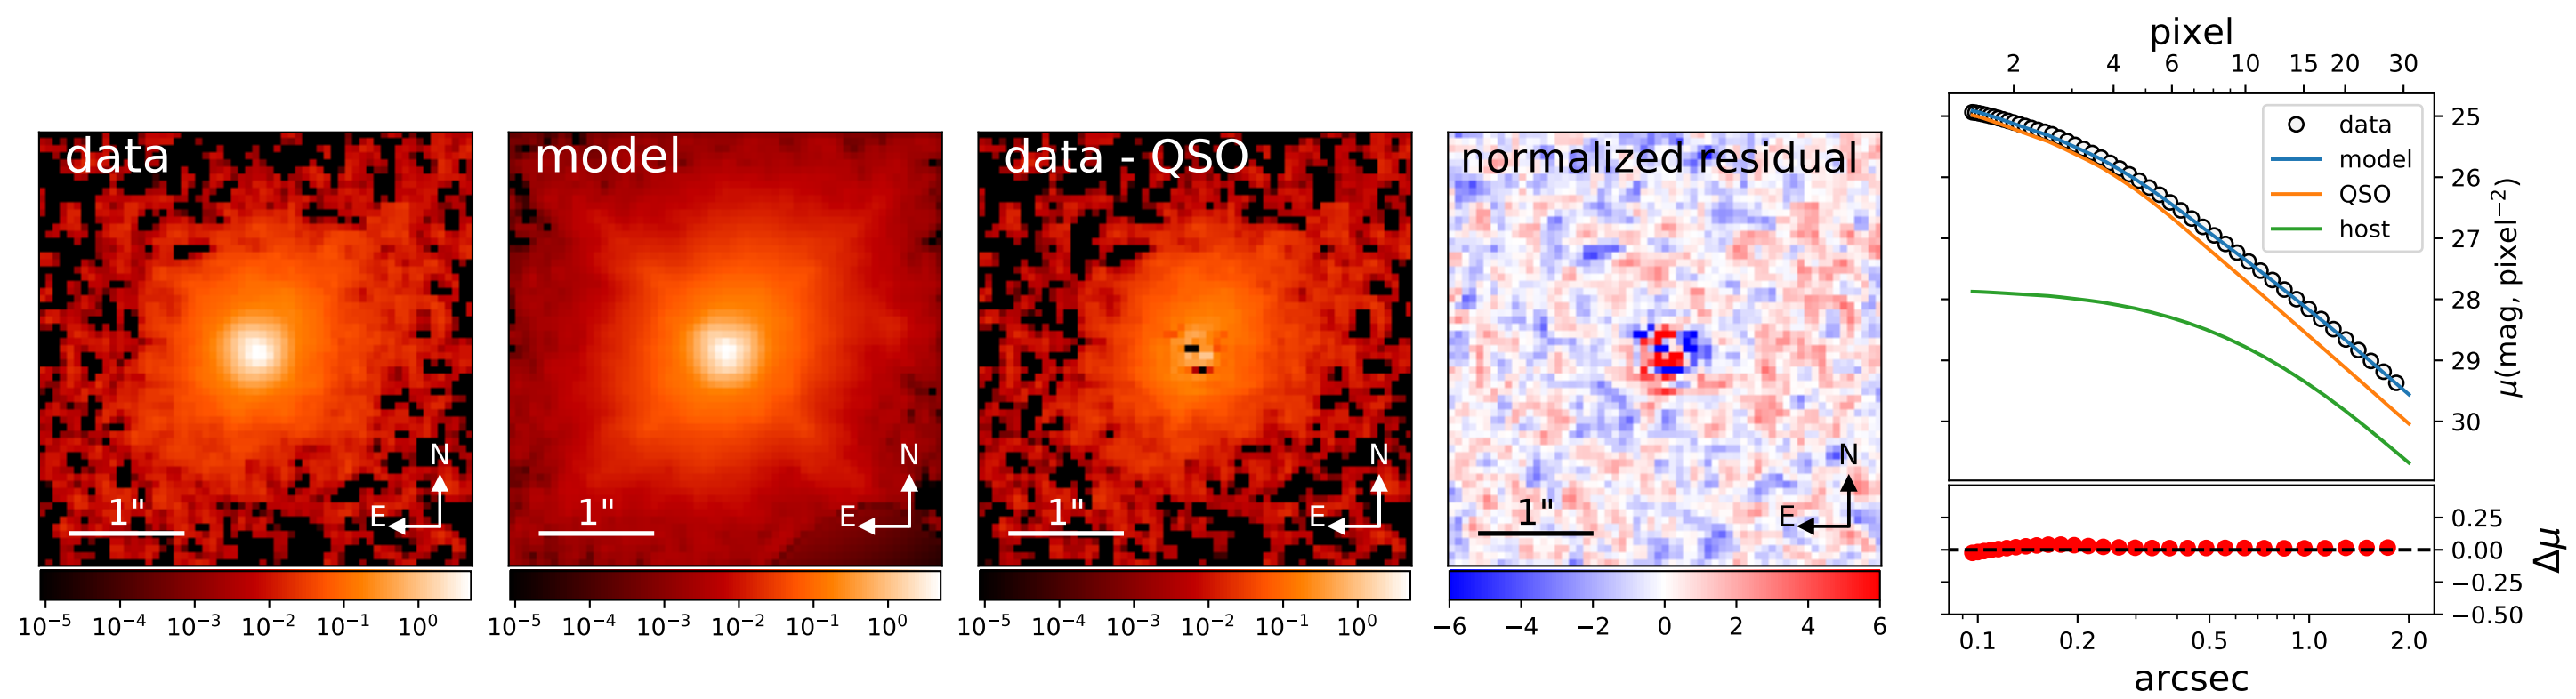 data
N
E
1"
10⁻⁵ 10⁻⁴ 10⁻³ 10⁻² 10⁻¹ 10⁰
model
N
E
1"
10⁻⁵ 10⁻⁴ 10⁻³ 10⁻² 10⁻¹ 10⁰
data - QSO
N
E
1"
10⁻⁵ 10⁻⁴ 10⁻³ 10⁻² 10⁻¹ 10⁰
normalized residual
N
E
1"
−6 −4 −2 0 2 4 6
pixel
2 4 6 10 15 20 30
data
model
QSO
host
25
26
27
28
29
30
μ(mag, pixel⁻²)
0.25
0.00
−0.25
−0.50
Δμ
0.1 0.2 0.5 1.0 2.0
arcsec